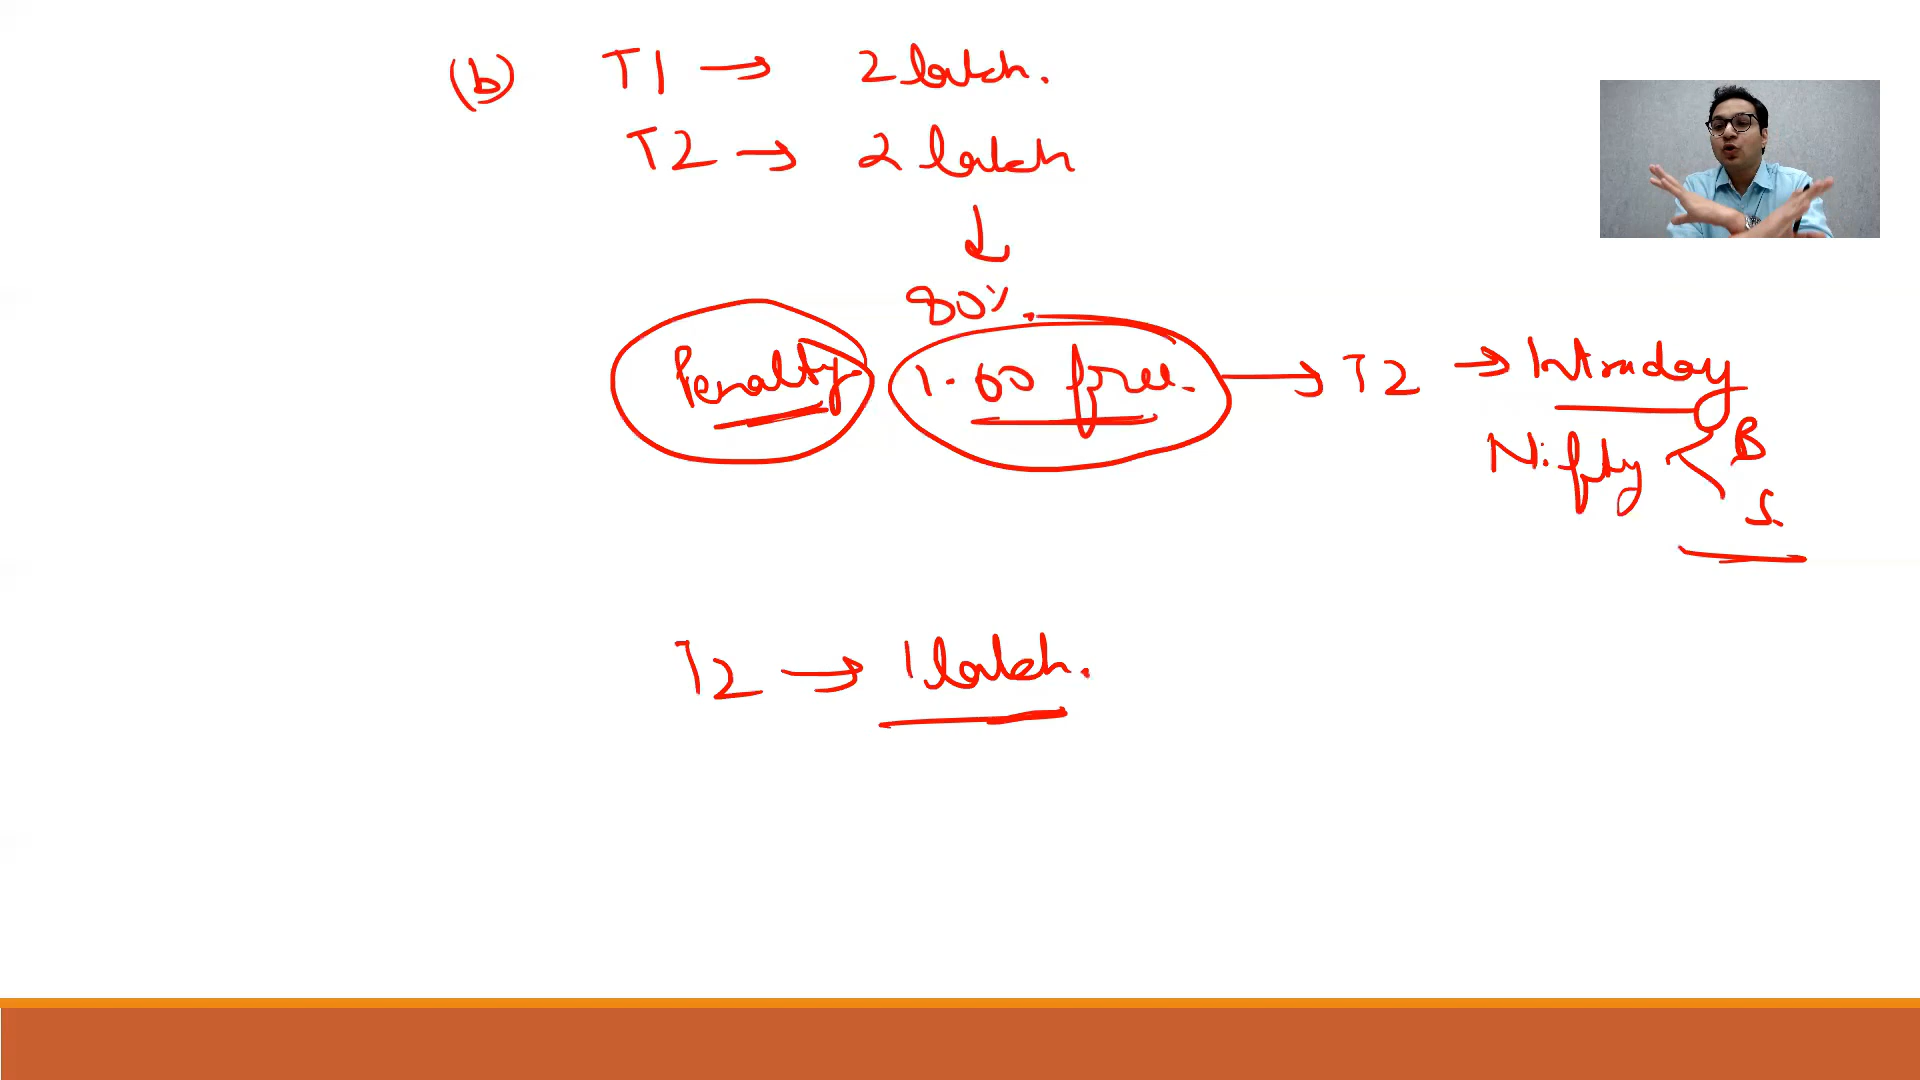 (b) T1 → 2 lakh.
T2 → 2 lakh
↓
80%.
Penalty 1.60 free. → T2 → Intraday
Nifty < B
S.
T2 → 1 lakh.